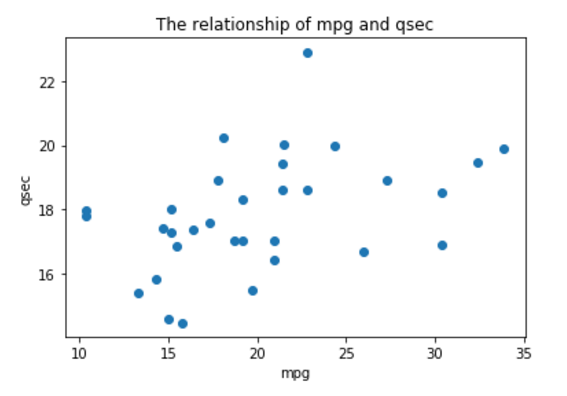 The relationship of mpg and qsec
22
20
18
16
qsec
10 15 20 25 30 35
mpg